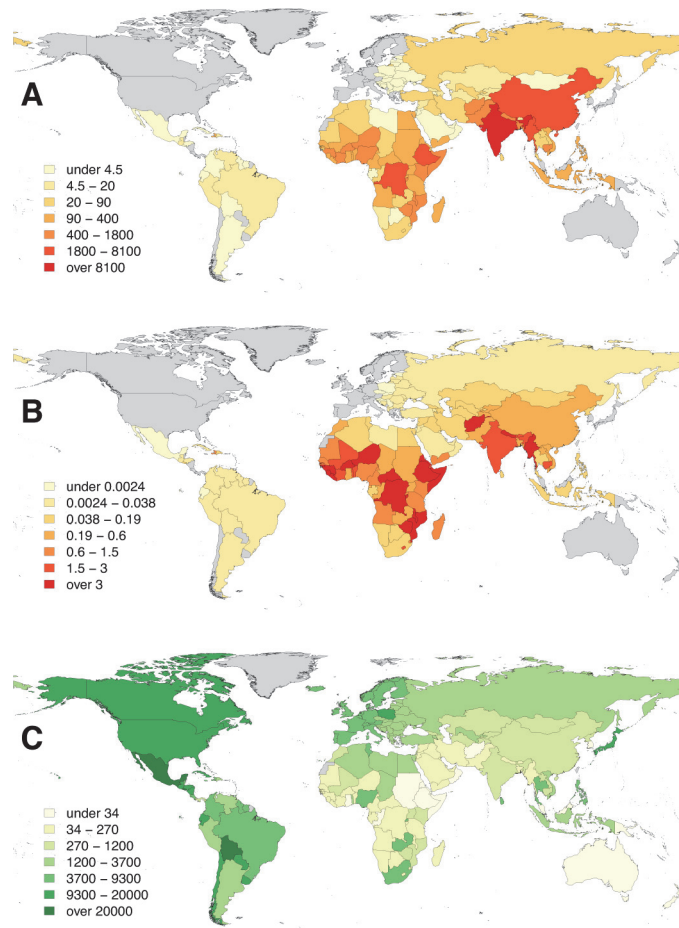 A
under 4.5
4.5 – 20
20 – 90
90 – 400
400 – 1800
1800 – 8100
over 8100
B
under 0.0024
0.0024 – 0.038
0.038 – 0.19
0.19 – 0.6
0.6 – 1.5
1.5 – 3
over 3
C
under 34
34 – 270
270 – 1200
1200 – 3700
3700 – 9300
9300 – 20000
over 20000